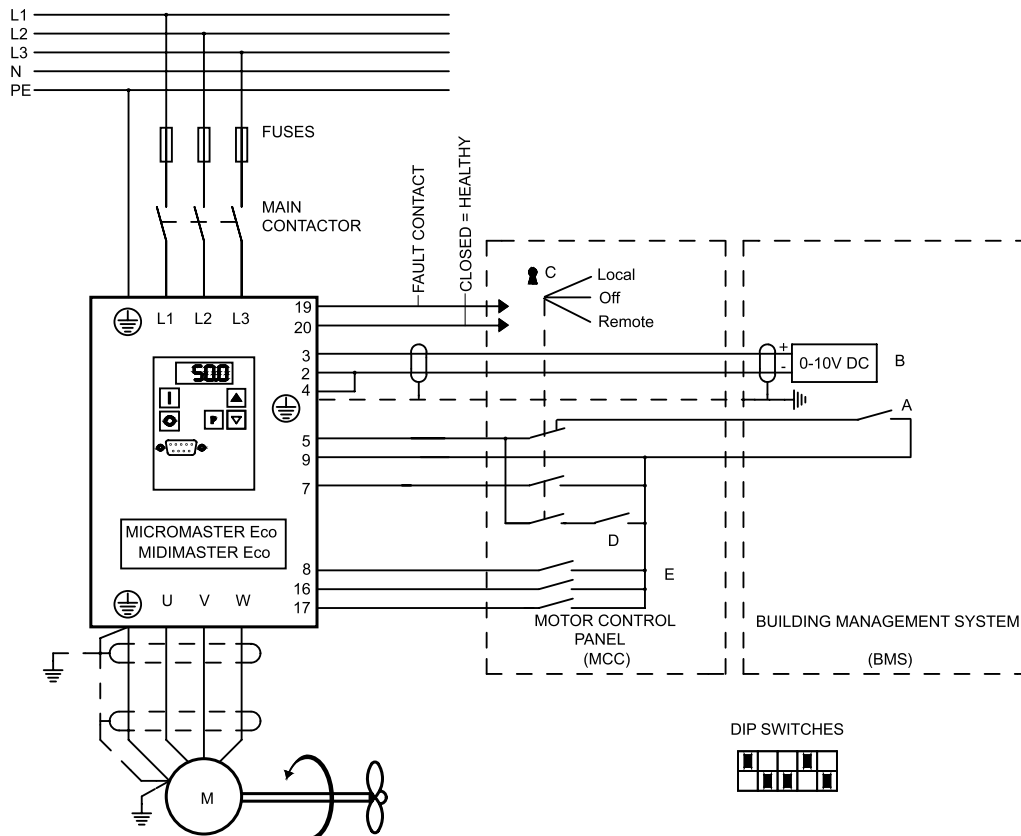 L1
L2
L3
N
PE
FUSES
MAIN
CONTACTOR
FAULT CONTACT
CLOSED = HEALTHY
C
Local
Off
Remote
L1 L2 L3
19
20
3
2
4
5
9
7
8
16
17
50.0
I
P
+
-
0-10V DC
B
A
D
E
MICROMASTER Eco
MIDIMASTER Eco
U V W
MOTOR CONTROL
PANEL
(MCC)
BUILDING MANAGEMENT SYSTEM
(BMS)
DIP SWITCHES
M